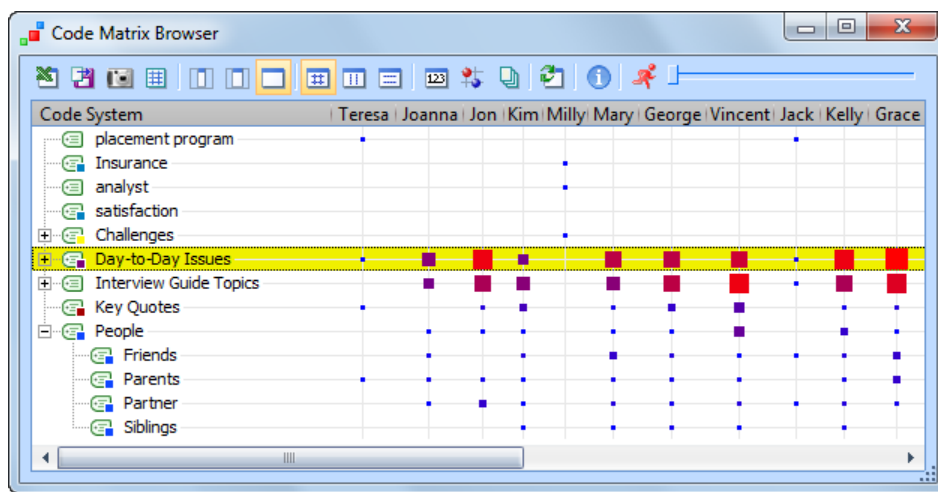 Code Matrix Browser
123
Code System Teresa Joanna Jon Kim Milly Mary George Vincent Jack Kelly Grace
placement program
Insurance
analyst
satisfaction
Challenges
Day-to-Day Issues
Interview Guide Topics
Key Quotes
People
Friends
Parents
Partner
Siblings